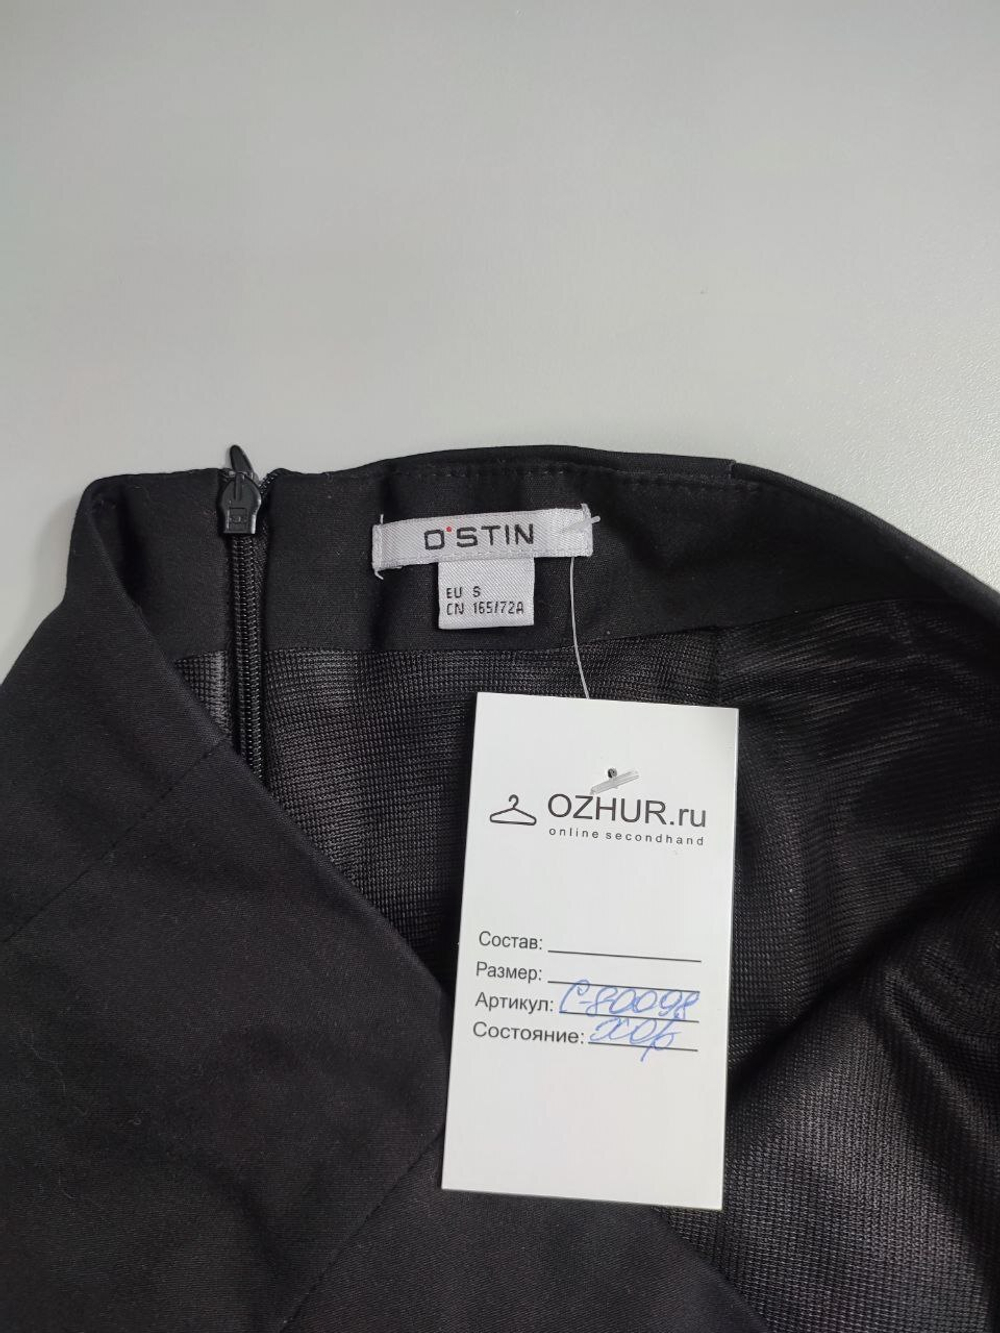 O'STIN
EU S
CN 165/72A
OZHUR.ru
online secondhand
Состав:
Размер:
Артикул: С-80098
Состояние: хор